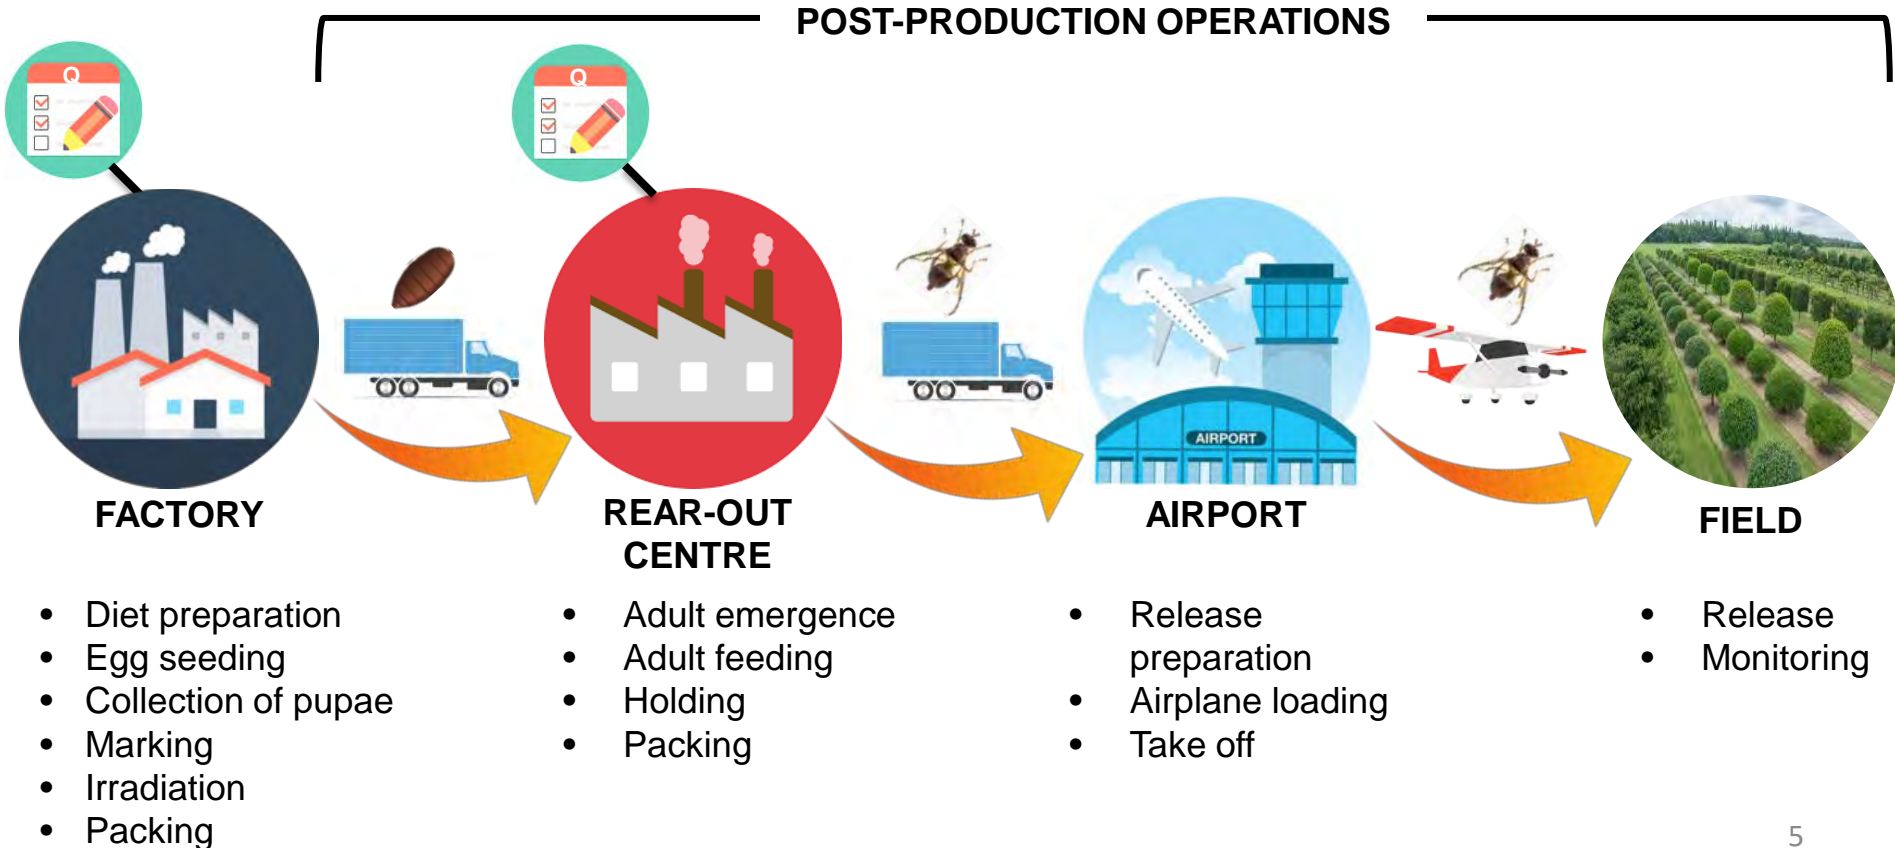 POST-PRODUCTION OPERATIONS
Q
Q
AIRPORT
FACTORY
REAR-OUT
CENTRE
AIRPORT
FIELD
• Diet preparation
• Egg seeding
• Collection of pupae
• Marking
• Irradiation
• Packing
• Adult emergence
• Adult feeding
• Holding
• Packing
• Release
preparation
• Airplane loading
• Take off
• Release
• Monitoring
5